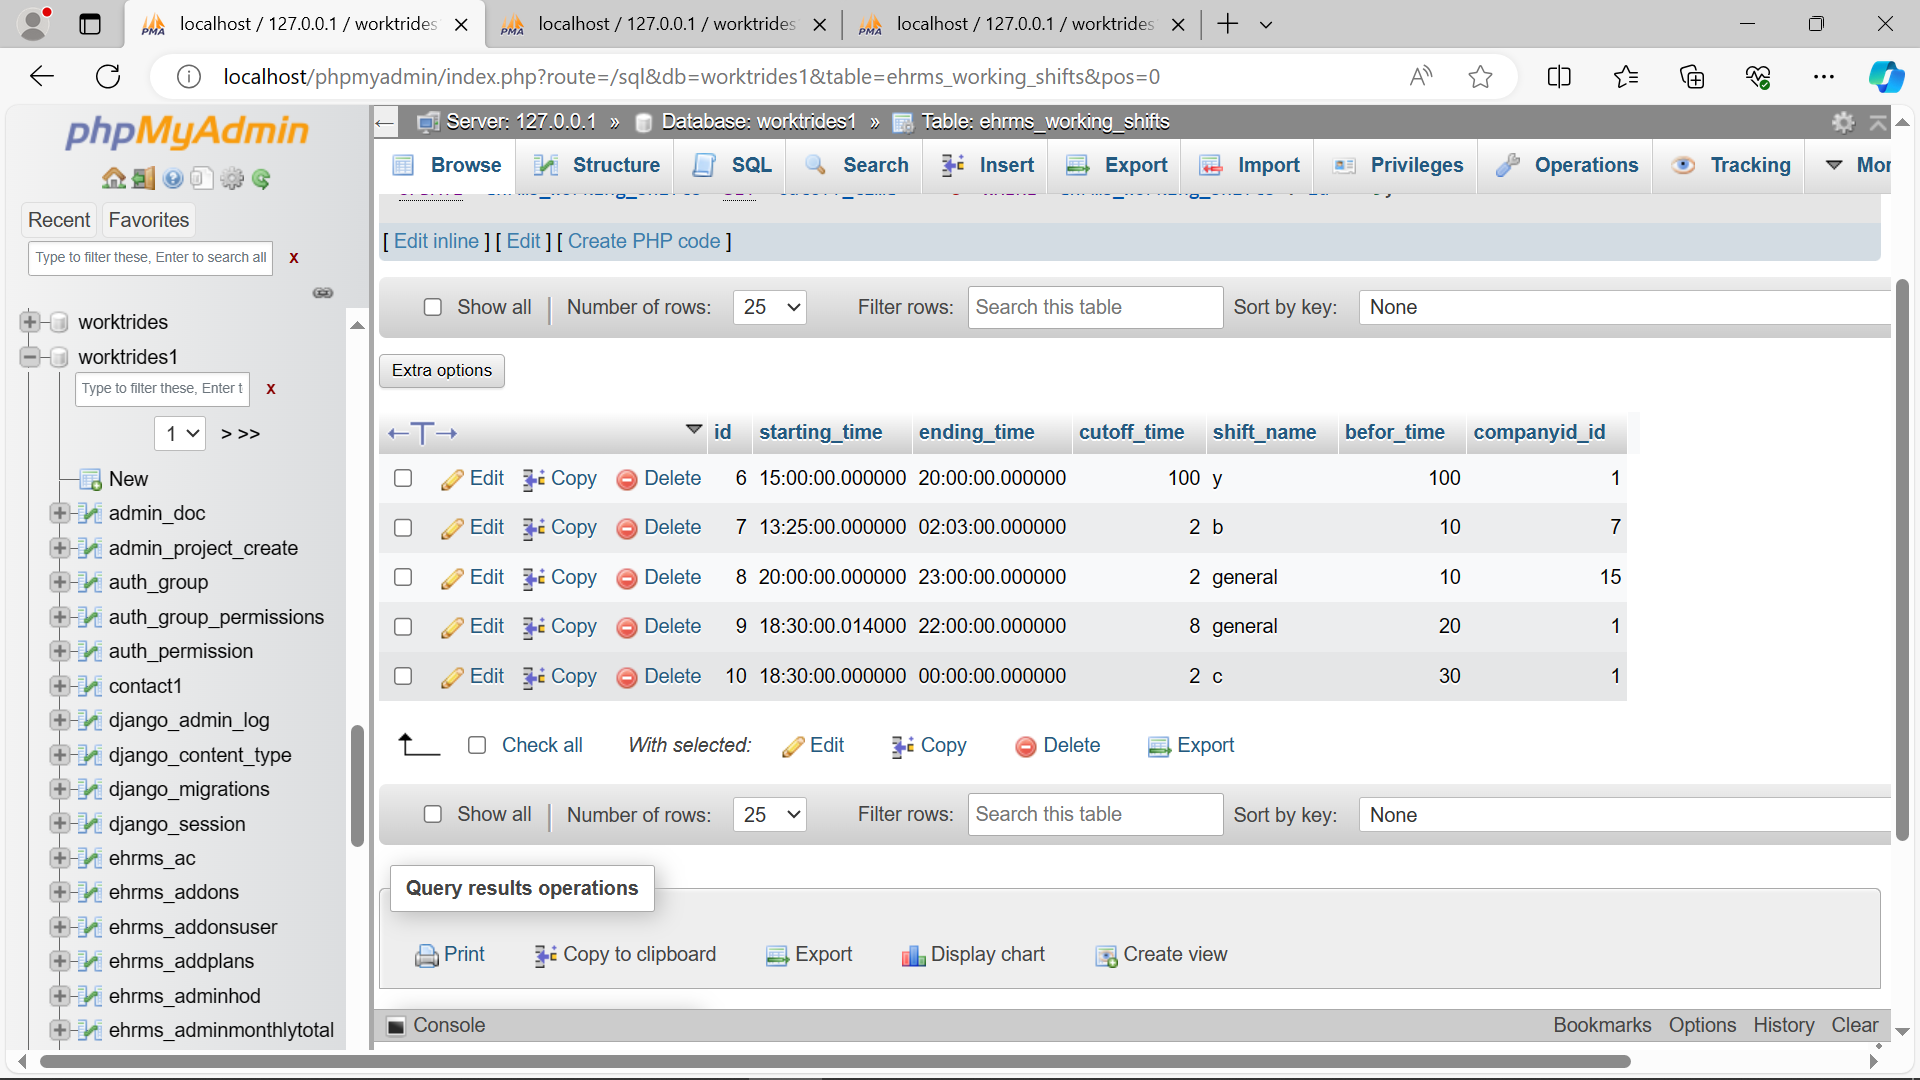 localhost / 127.0.0.1 / worktrides
localhost / 127.0.0.1 / worktrides
localhost / 127.0.0.1 / worktrides
localhost/phpmyadmin/index.php?route=/sql&db=worktrides1&table=ehrms_working_shifts&pos=0
phpMyAdmin
Recent Favorites
Type to filter these, Enter to search all X
worktrides
worktrides1
Type to filter these, Enter t X
1 > >>
New
admin_doc
admin_project_create
auth_group
auth_group_permissions
auth_permission
contact1
django_admin_log
django_content_type
django_migrations
django_session
ehrms_ac
ehrms_addons
ehrms_addonsuser
ehrms_addplans
ehrms_adminhod
ehrms_adminmonthlytotal
Server: 127.0.0.1 » Database: worktrides1 » Table: ehrms_working_shifts
Browse Structure SQL Search Insert Export Import Privileges Operations Tracking Mor
[ Edit inline ] [ Edit ] [ Create PHP code ]
Show all Number of rows: 25 Filter rows: Search this table Sort by key: None
Extra options
id starting_time ending_time cutoff_time shift_name befor_time companyid_id
Edit Copy Delete 6 15:00:00.000000 20:00:00.000000 100 y 100 1
Edit Copy Delete 7 13:25:00.000000 02:03:00.000000 2 b 10 7
Edit Copy Delete 8 20:00:00.000000 23:00:00.000000 2 general 10 15
Edit Copy Delete 9 18:30:00.014000 22:00:00.000000 8 general 20 1
Edit Copy Delete 10 18:30:00.000000 00:00:00.000000 2 c 30 1
Check all With selected: Edit Copy Delete Export
Show all Number of rows: 25 Filter rows: Search this table Sort by key: None
Query results operations
Print Copy to clipboard Export Display chart Create view
Console Bookmarks Options History Clear